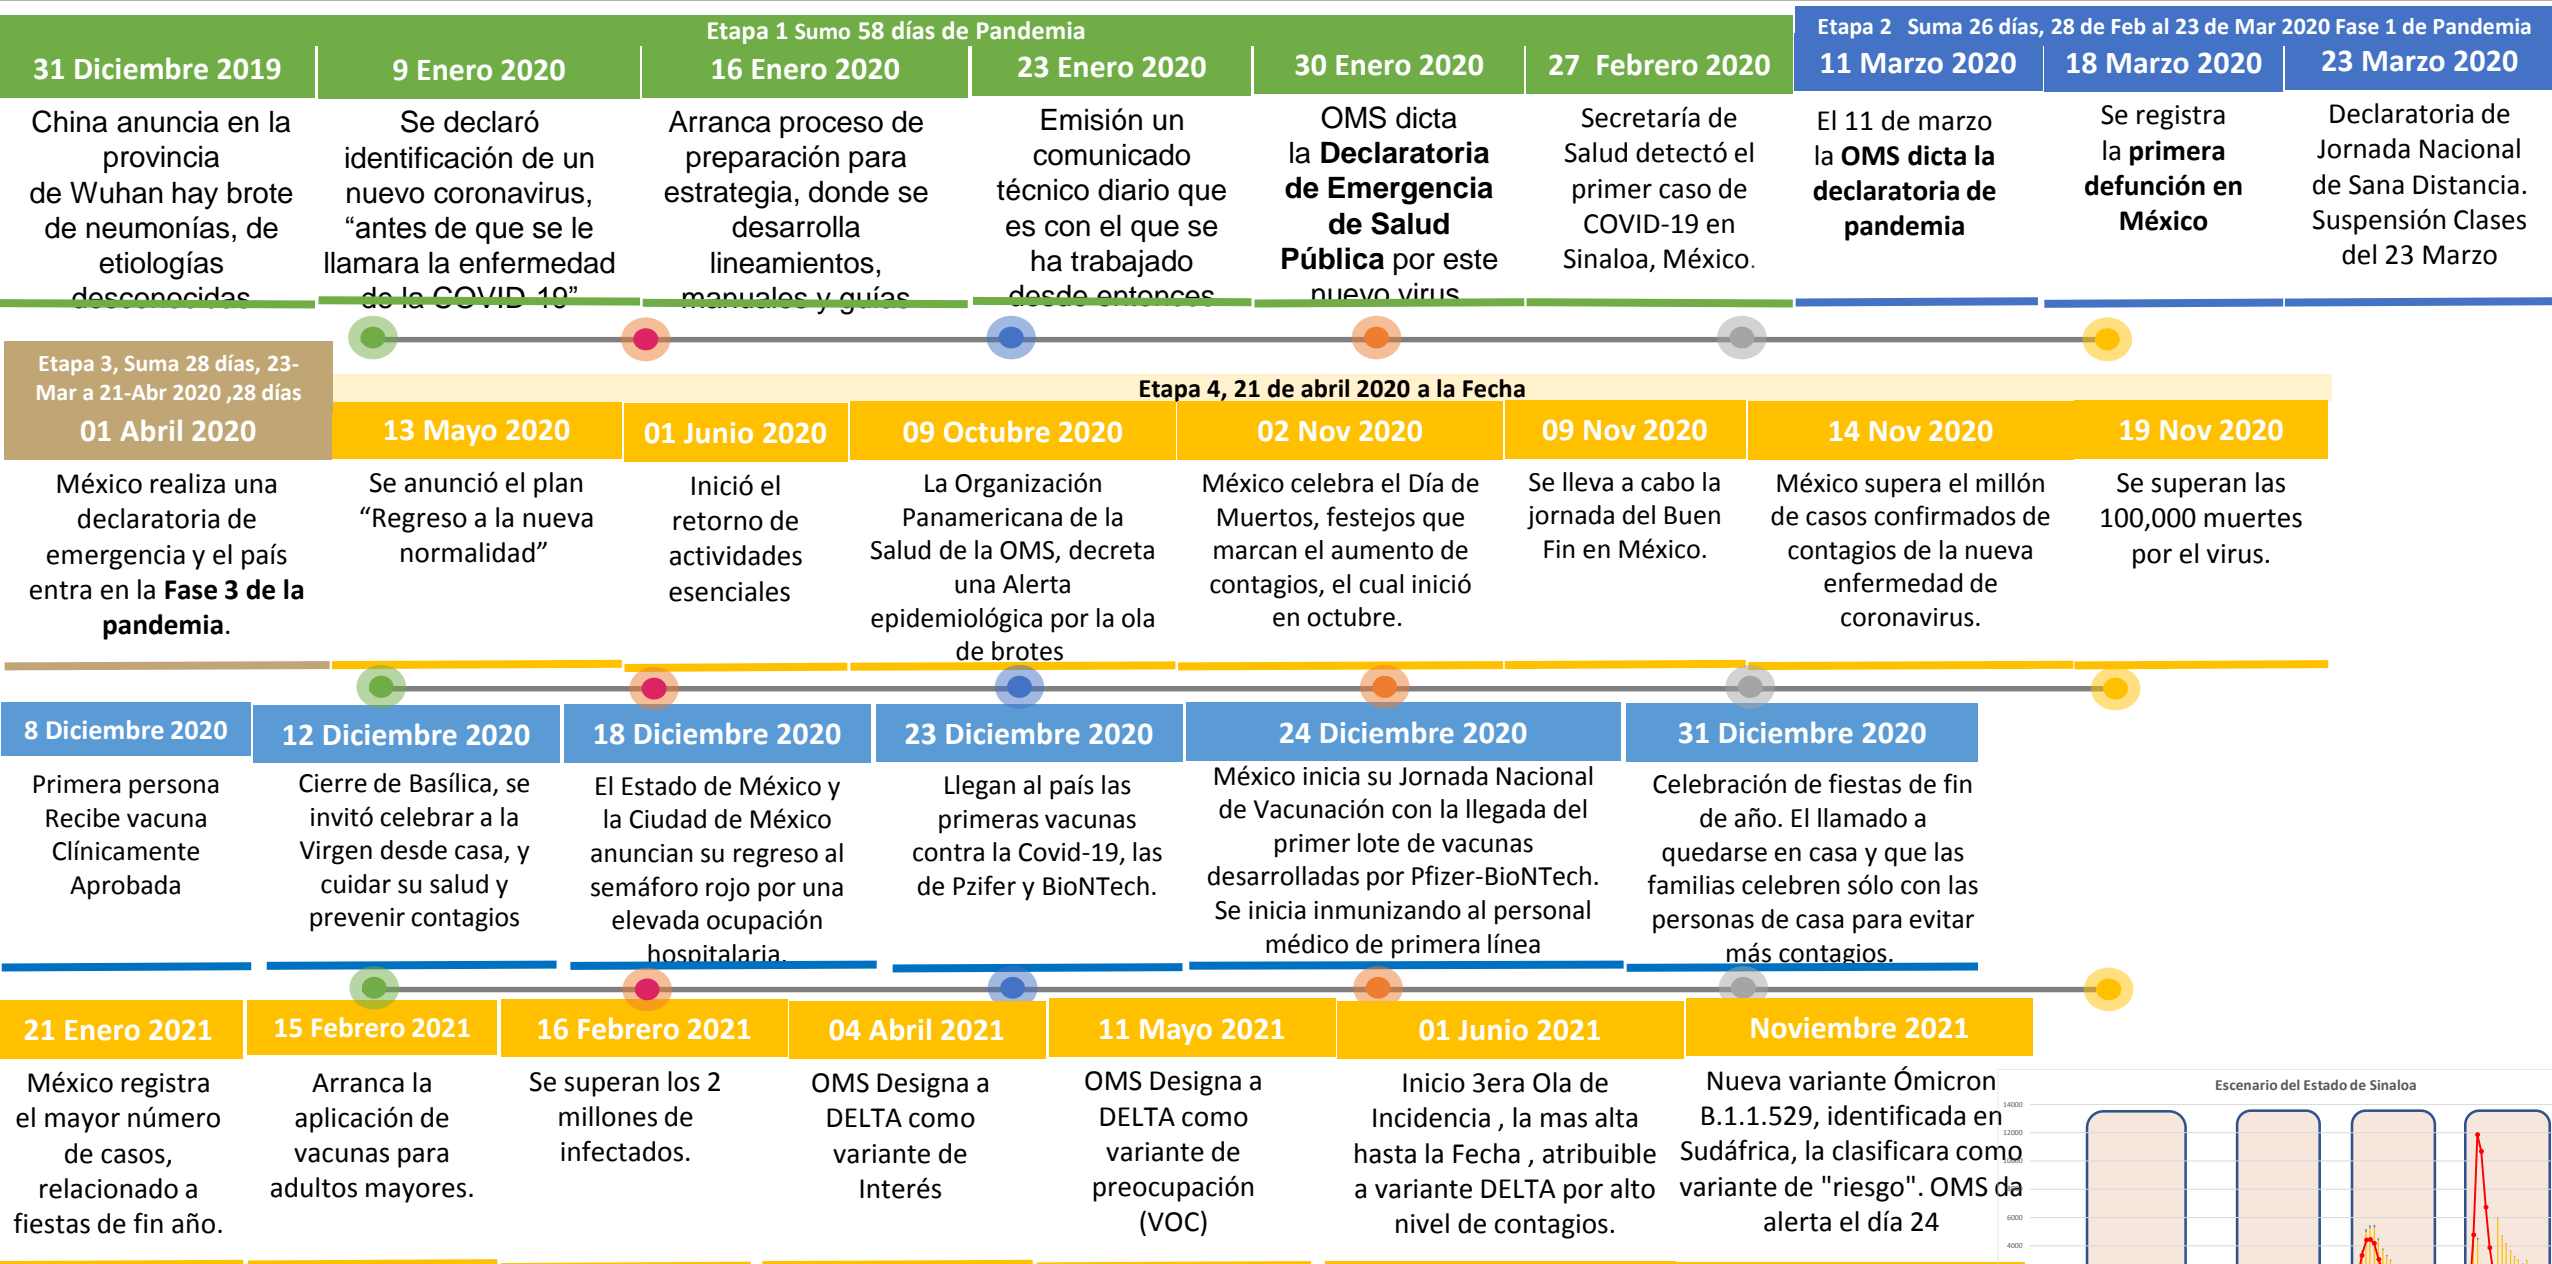 Etapa 1 Sumo 58 días de Pandemia
Etapa 2 Suma 26 días, 28 de Feb al 23 de Mar 2020 Fase 1 de Pandemia
31 Diciembre 2019
China anuncia en la
provincia
de Wuhan hay brote
de neumonías, de
etiologías
desconocidas
9 Enero 2020
Se declaró
identificación de un
nuevo coronavirus,
“antes de que se le
llamara la enfermedad
de la COVID-19”
16 Enero 2020
Arranca proceso de
preparación para
estrategia, donde se
desarrolla
lineamientos,
manuales y guías
23 Enero 2020
Emisión un
comunicado
técnico diario que
es con el que se
ha trabajado
desde entonces
30 Enero 2020
OMS dicta
la Declaratoria
de Emergencia
de Salud
Pública por este
nuevo virus
27 Febrero 2020
Secretaría de
Salud detectó el
primer caso de
COVID-19 en
Sinaloa, México.
11 Marzo 2020
El 11 de marzo
la OMS dicta la
declaratoria de
pandemia
18 Marzo 2020
Se registra
la primera
defunción en
México
23 Marzo 2020
Declaratoria de
Jornada Nacional
de Sana Distancia.
Suspensión Clases
del 23 Marzo
Etapa 3, Suma 28 días, 23-
Mar a 21-Abr 2020 ,28 días
Etapa 4, 21 de abril 2020 a la Fecha
01 Abril 2020
México realiza una
declaratoria de
emergencia y el país
entra en la Fase 3 de la
pandemia.
13 Mayo 2020
Se anunció el plan
“Regreso a la nueva
normalidad”
01 Junio 2020
Inició el
retorno de
actividades
esenciales
09 Octubre 2020
La Organización
Panamericana de la
Salud de la OMS, decreta
una Alerta
epidemiológica por la ola
de brotes
02 Nov 2020
México celebra el Día de
Muertos, festejos que
marcan el aumento de
contagios, el cual inició
en octubre.
09 Nov 2020
Se lleva a cabo la
jornada del Buen
Fin en México.
14 Nov 2020
México supera el millón
de casos confirmados de
contagios de la nueva
enfermedad de
coronavirus.
19 Nov 2020
Se superan las
100,000 muertes
por el virus.
8 Diciembre 2020
Primera persona
Recibe vacuna
Clínicamente
Aprobada
12 Diciembre 2020
Cierre de Basílica, se
invitó celebrar a la
Virgen desde casa, y
cuidar su salud y
prevenir contagios
18 Diciembre 2020
El Estado de México y
la Ciudad de México
anuncian su regreso al
semáforo rojo por una
elevada ocupación
hospitalaria.
23 Diciembre 2020
Llegan al país las
primeras vacunas
contra la Covid-19, las
de Pzifer y BioNTech.
24 Diciembre 2020
México inicia su Jornada Nacional
de Vacunación con la llegada del
primer lote de vacunas
desarrolladas por Pfizer-BioNTech.
Se inicia inmunizando al personal
médico de primera línea
31 Diciembre 2020
Celebración de fiestas de fin
de año. El llamado a
quedarse en casa y que las
familias celebren sólo con las
personas de casa para evitar
más contagios.
21 Enero 2021
México registra
el mayor número
de casos,
relacionado a
fiestas de fin año.
15 Febrero 2021
Arranca la
aplicación de
vacunas para
adultos mayores.
16 Febrero 2021
Se superan los 2
millones de
infectados.
04 Abril 2021
OMS Designa a
DELTA como
variante de
Interés
11 Mayo 2021
OMS Designa a
DELTA como
variante de
preocupación
(VOC)
01 Junio 2021
Inicio 3era Ola de
Incidencia , la mas alta
hasta la Fecha , atribuible
a variante DELTA por alto
nivel de contagios.
Noviembre 2021
Nueva variante Ómicron
B.1.1.529, identificada en
Sudáfrica, la clasificara como
variante de "riesgo". OMS da
alerta el día 24
Escenario del Estado de Sinaloa
14000
12000
6000
4000